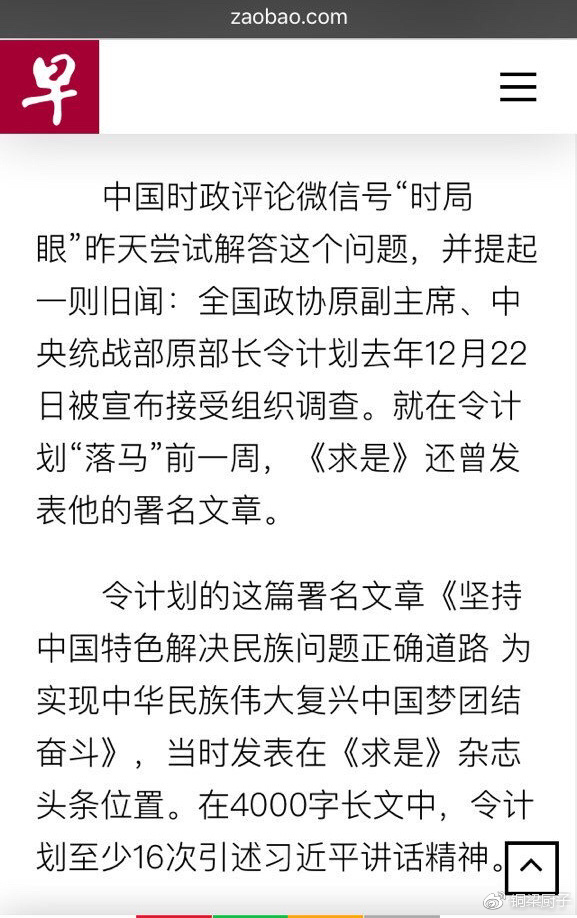 zaobao.com
早
中国时政评论微信号“时局
眼”昨天尝试解答这个问题，并提起
一则旧闻：全国政协原副主席、中
央统战部原部长令计划去年12月22
日被宣布接受组织调查。就在令计
划“落马”前一周，《求是》还曾发
表他的署名文章。
令计划的这篇署名文章《坚持
中国特色解决民族问题正确道路 为
实现中华民族伟大复兴中国梦团结
奋斗》，当时发表在《求是》杂志
头条位置。在4000字长文中，令计
划至少16次引述习近平讲话精神。
@铜梁厨子